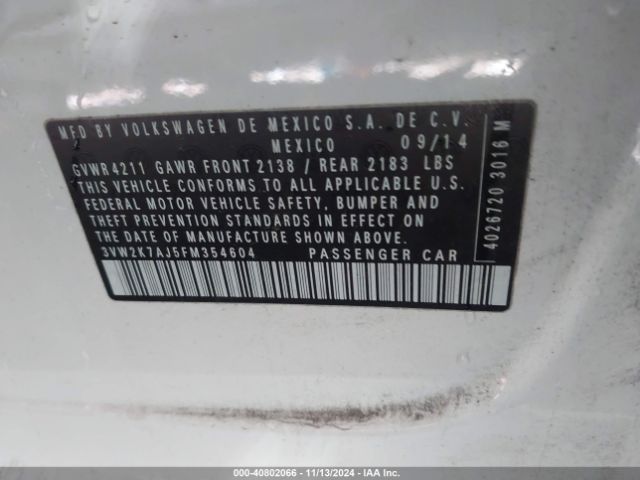 MFD BY VOLKSWAGEN DE MEXICO S.A. DE C.V.
MEXICO 09/14
GVWR 4211 GAWR FRONT 2138 / REAR 2183 LBS
THIS VEHICLE CONFORMS TO ALL APPLICABLE U.S.
FEDERAL MOTOR VEHICLE SAFETY, BUMPER AND
THEFT PREVENTION STANDARDS IN EFFECT ON
THE DATE OF MANUFACTURE SHOWN ABOVE.
3VW2K7AJ5FM354604 PASSENGER CAR
4026720 3016 M
000-40802066 - 11/13/2024 - IAA Inc.